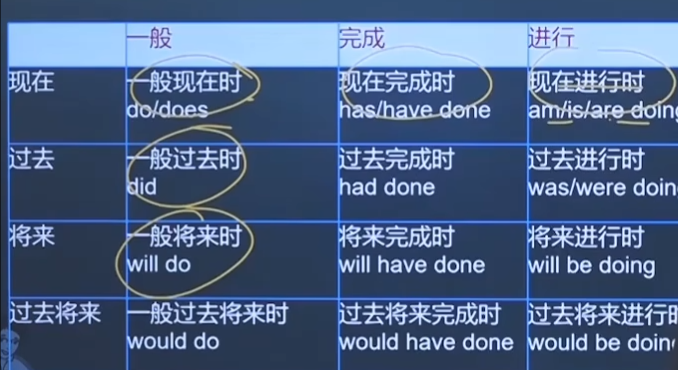 一般 完成 进行
现在 一般现在时 现在完成时 现在进行时
do/does has/have done am/is/are doing
过去 一般过去时 过去完成时 过去进行时
did had done was/were doin
将来 一般将来时 将来完成时 将来进行时
will do will have done will be doing
过去将来 一般过去将来时 过去将来完成时 过去将来进行时
would do would have done would be doin